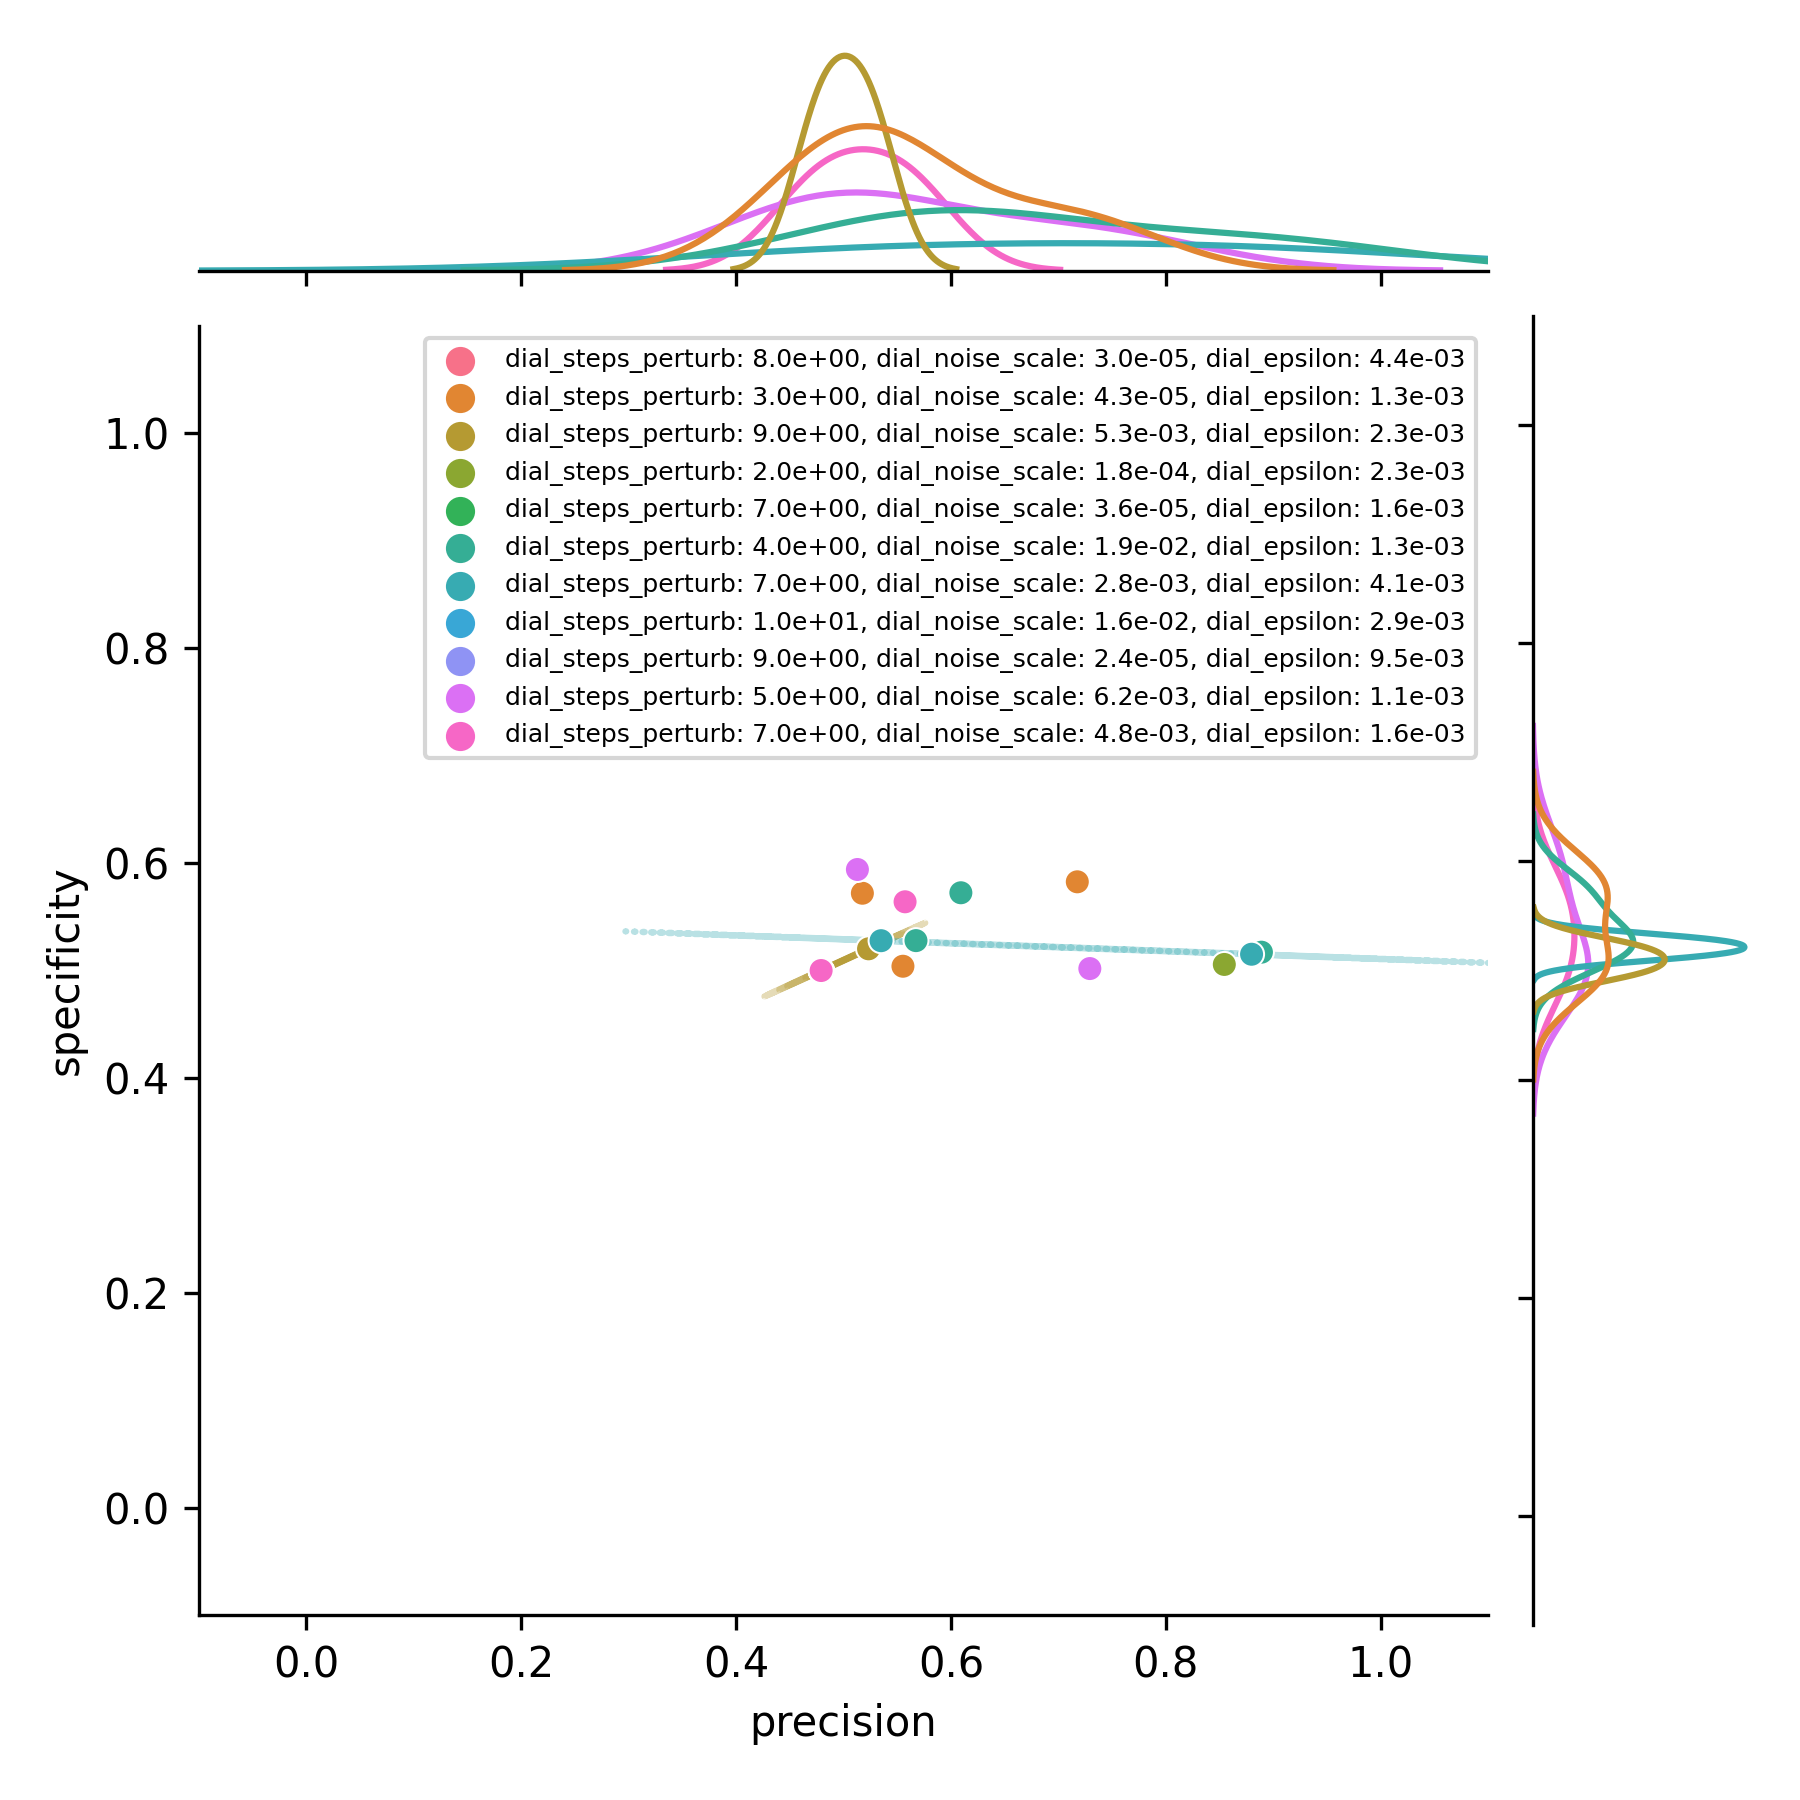 dial_steps_perturb: 8.0e+00, dial_noise_scale: 3.0e-05, dial_epsilon: 4.4e-03
dial_steps_perturb: 3.0e+00, dial_noise_scale: 4.3e-05, dial_epsilon: 1.3e-03
dial_steps_perturb: 9.0e+00, dial_noise_scale: 5.3e-03, dial_epsilon: 2.3e-03
dial_steps_perturb: 2.0e+00, dial_noise_scale: 1.8e-04, dial_epsilon: 2.3e-03
dial_steps_perturb: 7.0e+00, dial_noise_scale: 3.6e-05, dial_epsilon: 1.6e-03
dial_steps_perturb: 4.0e+00, dial_noise_scale: 1.9e-02, dial_epsilon: 1.3e-03
dial_steps_perturb: 7.0e+00, dial_noise_scale: 2.8e-03, dial_epsilon: 4.1e-03
dial_steps_perturb: 1.0e+01, dial_noise_scale: 1.6e-02, dial_epsilon: 2.9e-03
dial_steps_perturb: 9.0e+00, dial_noise_scale: 2.4e-05, dial_epsilon: 9.5e-03
dial_steps_perturb: 5.0e+00, dial_noise_scale: 6.2e-03, dial_epsilon: 1.1e-03
dial_steps_perturb: 7.0e+00, dial_noise_scale: 4.8e-03, dial_epsilon: 1.6e-03
1.0
0.8
0.6
0.4
0.2
0.0
specificity
0.0 0.2 0.4 0.6 0.8 1.0
precision